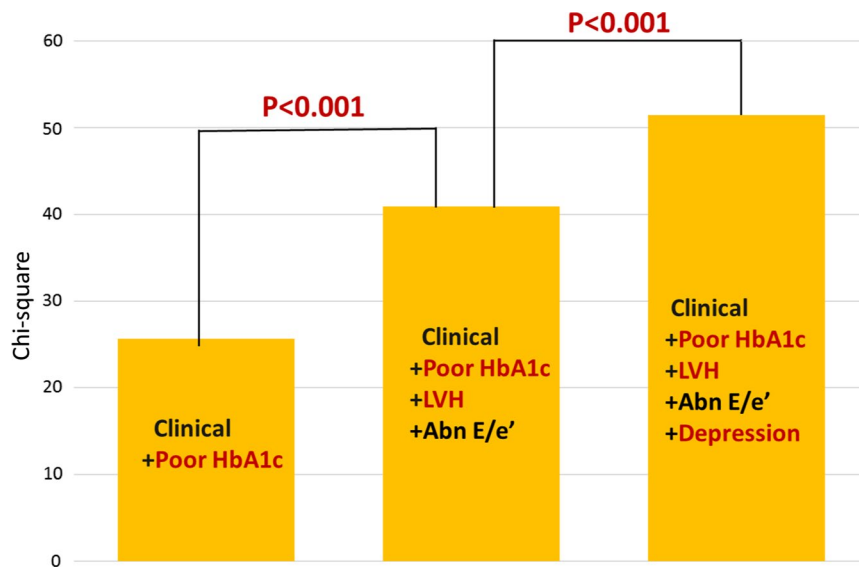 P<0.001
P<0.001
60
50
40
30
20
10
0
Chi-square
Clinical
+Poor HbA1c
Clinical
+Poor HbA1c
+LVH
+Abn E/e’
Clinical
+Poor HbA1c
+LVH
+Abn E/e’
+Depression